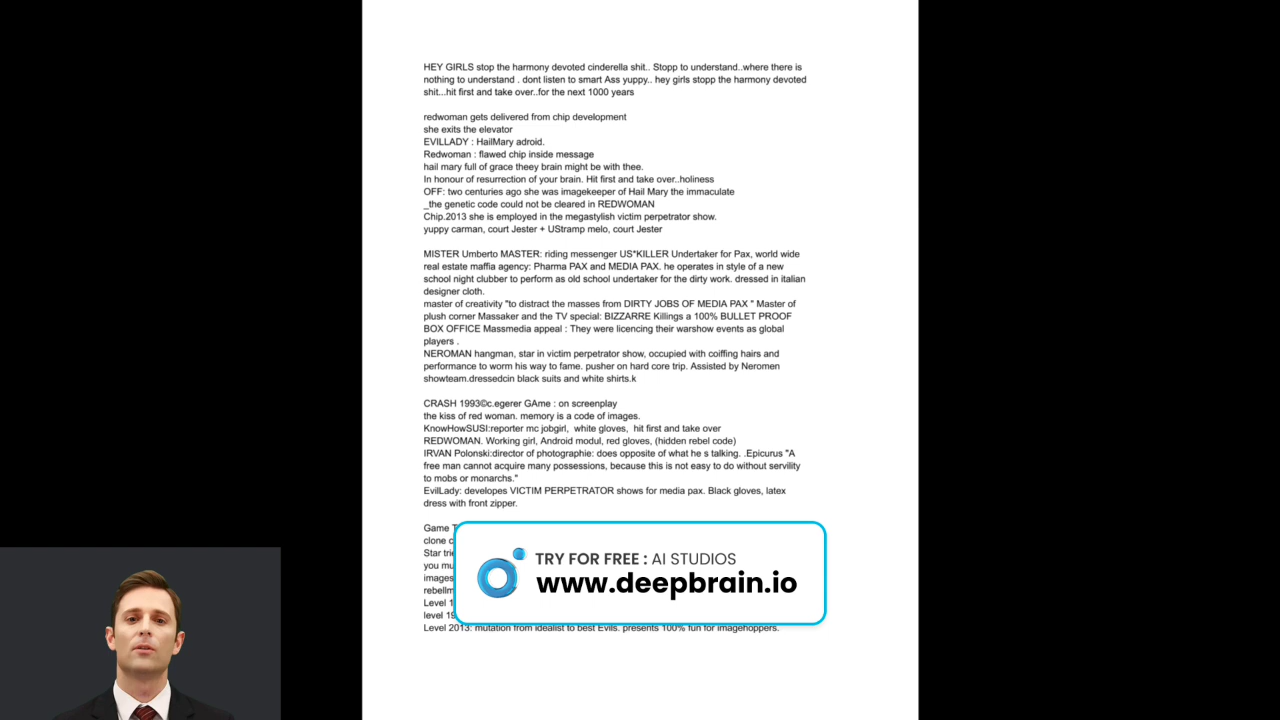 HEY GIRLS stop the harmony devoted cinderella shit.. Stopp to understand..where there is
nothing to understand . dont listen to smart Ass yuppy.. hey girls stopp the harmony devoted
shit...hit first and take over..for the next 1000 years
redwoman gets delivered from chip development
she exits the elevator
EVILLADY : HailMary adroid.
Redwoman : flawed chip inside message
hail mary full of grace theey brain might be with thee.
In honour of resurrection of your brain. Hit first and take over..holiness
OFF: two centuries ago she was imagekeeper of Hail Mary the immaculate
_the genetic code could not be cleared in REDWOMAN
Chip.2013 she is employed in the megastylish victim perpetrator show.
yuppy carman, court Jester + UStramp melo, court Jester
MISTER Umberto MASTER: riding messenger US*KILLER Undertaker for Pax, world wide
real estate maffia agency: Pharma PAX and MEDIA PAX. he operates in style of a new
school night clubber to perform as old school undertaker for the dirty work. dressed in italian
designer cloth.
master of creativity "to distract the masses from DIRTY JOBS OF MEDIA PAX " Master of
plush corner Massaker and the TV special: BIZZARRE Killings a 100% BULLET PROOF
BOX OFFICE Massmedia appeal : They were licencing their warshow events as global
players .
NEROMAN hangman, star in victim perpetrator show, occupied with coiffing hairs and
performance to worm his way to fame. pusher on hard core trip. Assisted by Neromen
showteam.dressedcin black suits and white shirts.k
CRASH 1993©c.egerer GAme : on screenplay
the kiss of red woman. memory is a code of images.
KnowHowSUSI:reporter mc jobgirl,  white gloves,  hit first and take over
REDWOMAN. Working girl, Android modul, red gloves, (hidden rebel code)
IRVAN Polonski:director of photographie: does opposite of what he s talking. .Epicurus "A
free man cannot acquire many possessions, because this is not easy to do without servility
to mobs or monarchs."
EvilLady: developes VICTIM PERPETRATOR shows for media pax. Black gloves, latex
dress with front zipper.
Game
clone
Star
you
images
Level
level
Level 2013: mutation from idealist to best Evils. presents 100% fun for imagehoppers.
TRY FOR FREE : AI STUDIOS
www.deepbrain.io